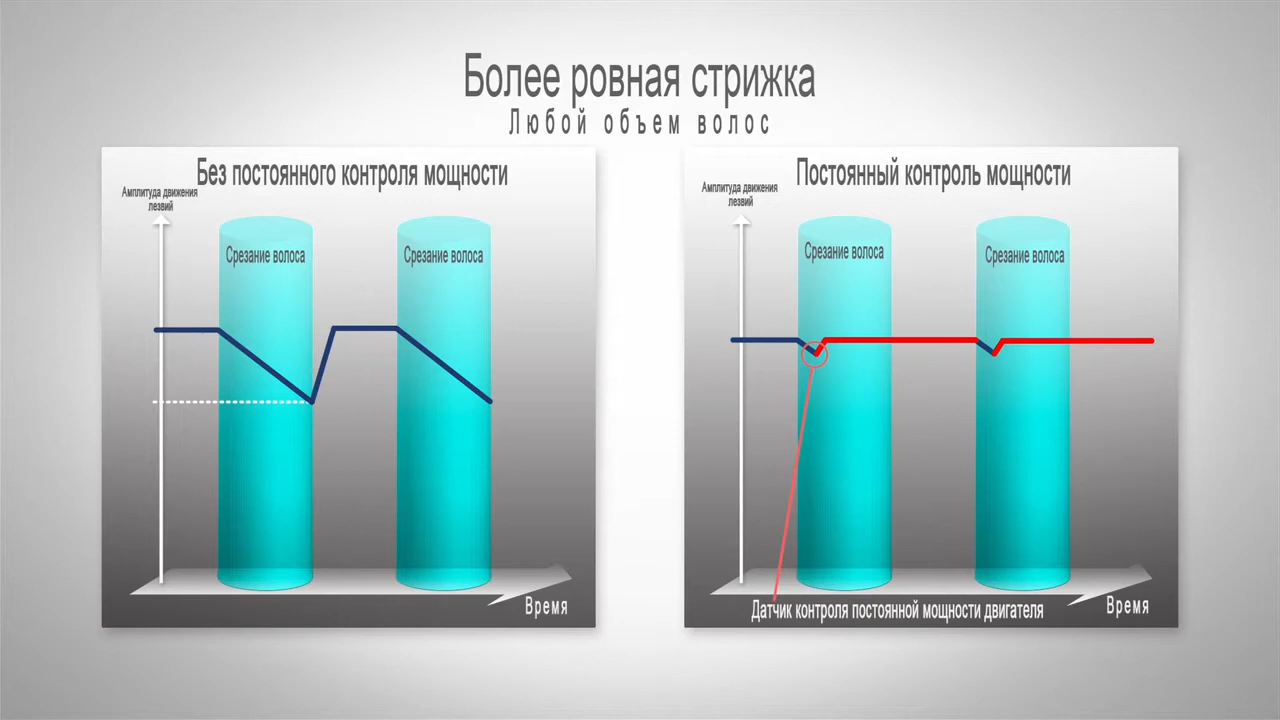 Более ровная стрижка
Любой объем волос
Без постоянного контроля мощности
Амплитуда движения
лезвий
Срезание волоса
Срезание волоса
Время
Постоянный контроль мощности
Амплитуда движения
лезвий
Срезание волоса
Срезание волоса
Датчик контроля постоянной мощности двигателя
Время